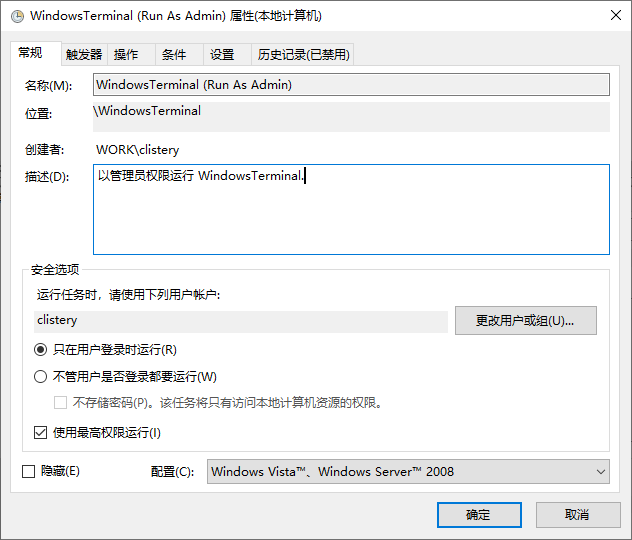 WindowsTerminal (Run As Admin) 属性(本地计算机)
常规 触发器 操作 条件 设置 历史记录(已禁用)
名称(M): WindowsTerminal (Run As Admin)
位置: \WindowsTerminal
创建者: WORK\clistery
描述(D): 以管理员权限运行 WindowsTerminal.
安全选项
运行任务时，请使用下列用户帐户:
clistery 更改用户或组(U)...
只在用户登录时运行(R)
不管用户是否登录都要运行(W)
不存储密码(P)。该任务将只有访问本地计算机资源的权限。
使用最高权限运行(I)
隐藏(E) 配置(C): Windows Vista™、Windows Server™ 2008
确定 取消